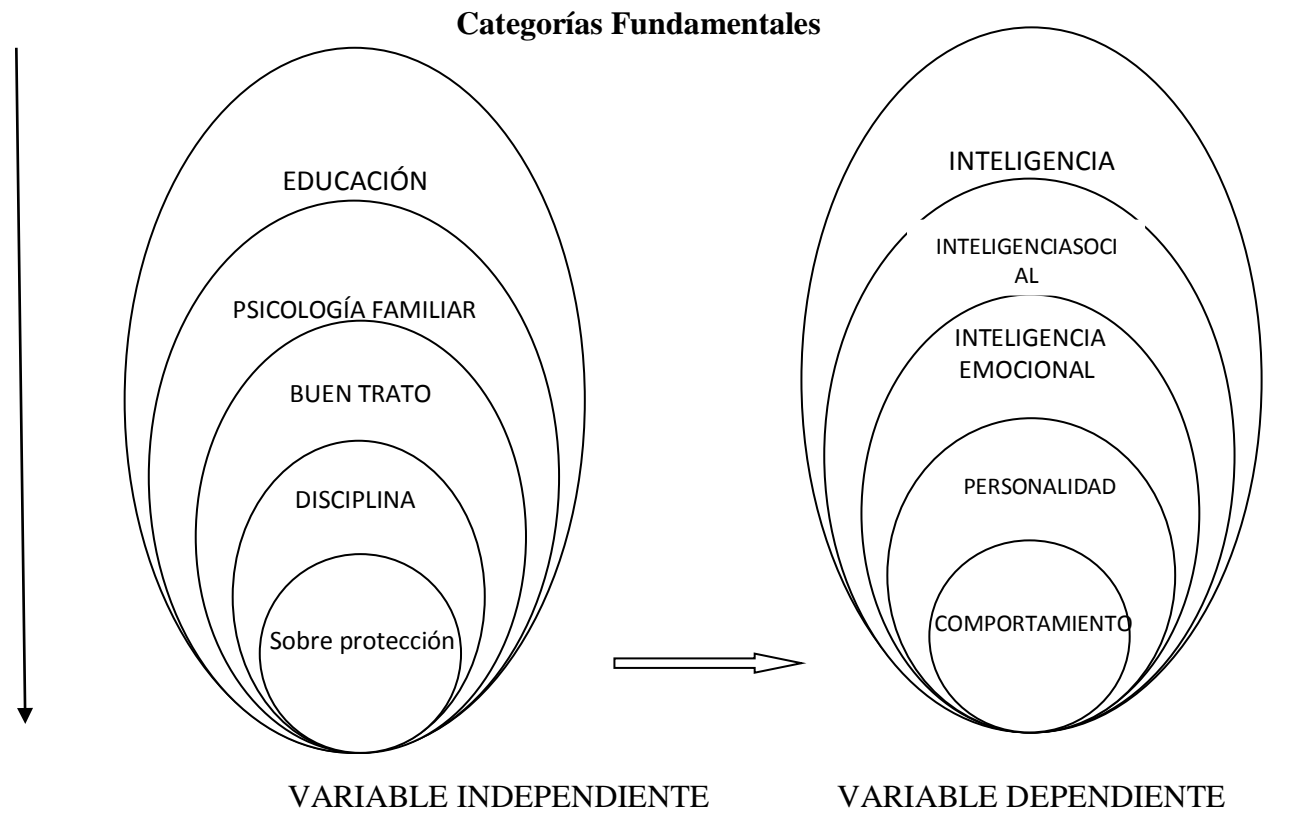 Categorías Fundamentales
EDUCACIÓN
PSICOLOGÍA FAMILIAR
BUEN TRATO
DISCIPLINA
Sobre protección
INTELIGENCIA
INTELIGENCIASOCI
AL
INTELIGENCIA
EMOCIONAL
PERSONALIDAD
COMPORTAMIENTO
VARIABLE INDEPENDIENTE
VARIABLE DEPENDIENTE